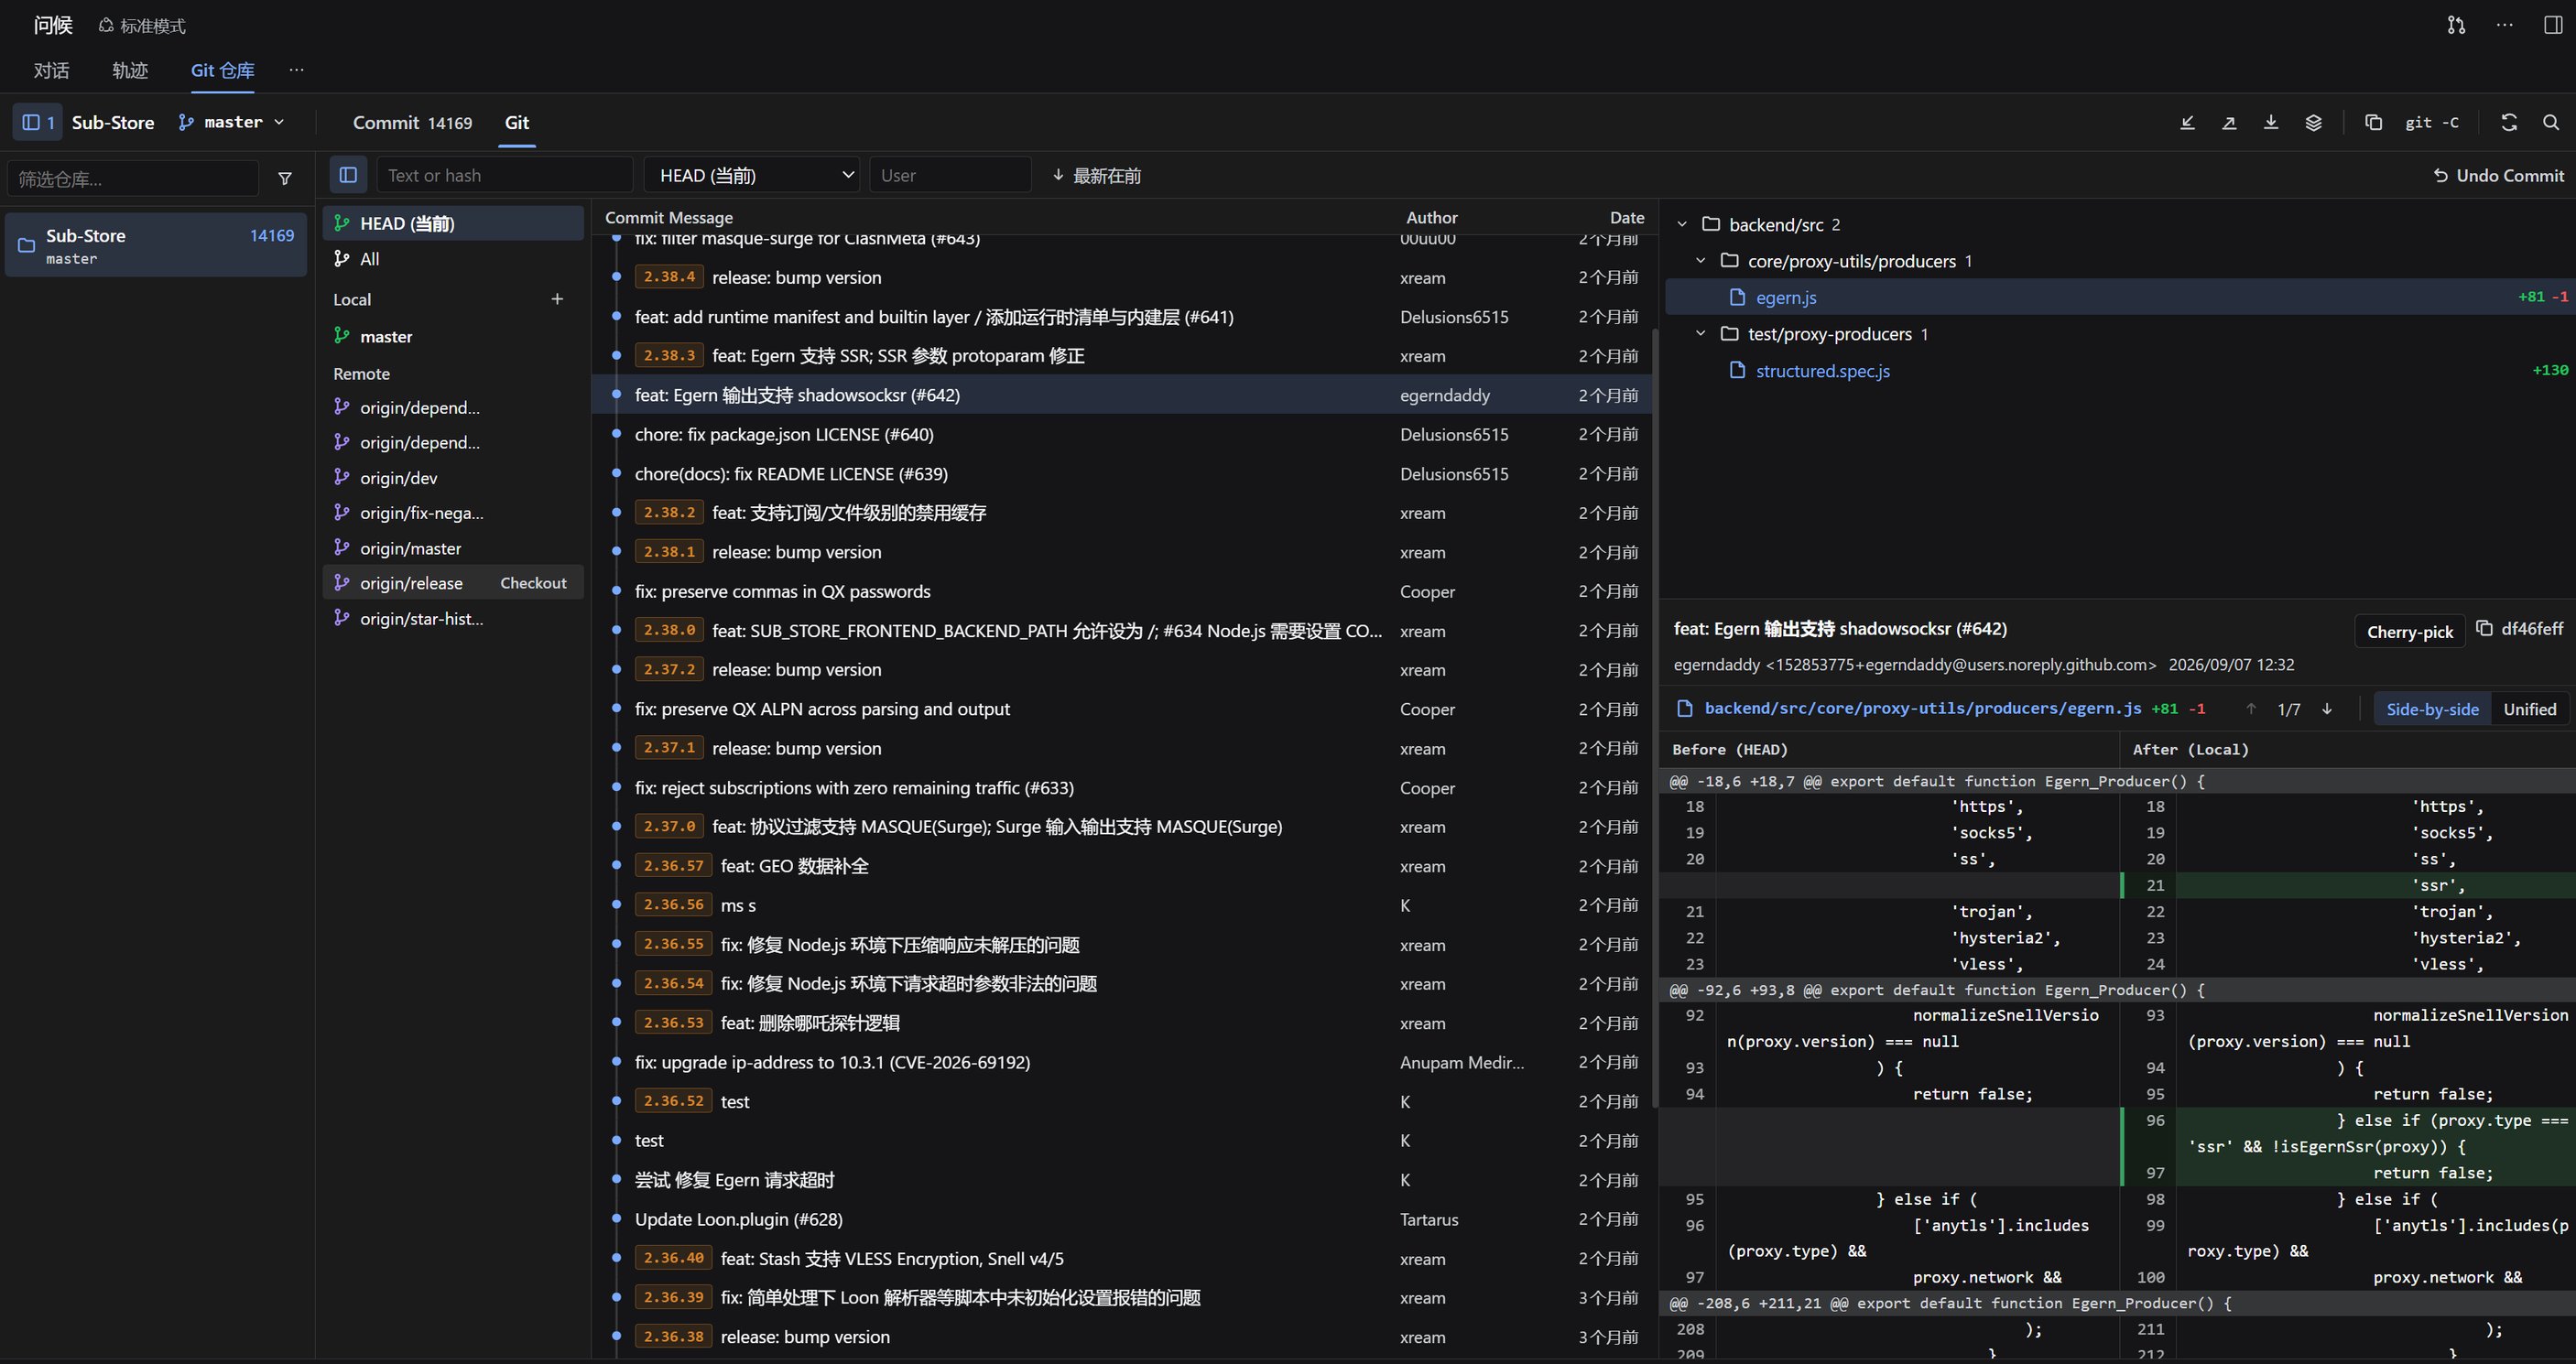 问候 标准模式
对话 轨迹 Git 仓库 ···
1 Sub-Store master Commit 14169 Git git -C
筛选仓库... Text or hash HEAD (当前) User ↓ 最新在前 Undo Commit
Sub-Store 14169
master
HEAD (当前)
All
Local +
master
Remote
origin/depend...
origin/depend...
origin/dev
origin/fix-nega...
origin/master
origin/release Checkout
origin/star-hist...
Commit Message Author Date
fix: filter masque-surge for ClashMeta (#643) 00uu00 2个月前
2.38.4 release: bump version xream 2个月前
feat: add runtime manifest and builtin layer / 添加运行时清单与内建层 (#641) Delusions6515 2个月前
2.38.3 feat: Egern 支持 SSR; SSR 参数 protoparam 修正 xream 2个月前
feat: Egern 输出支持 shadowsocksr (#642) egerndaddy 2个月前
chore: fix package.json LICENSE (#640) Delusions6515 2个月前
chore(docs): fix README LICENSE (#639) Delusions6515 2个月前
2.38.2 feat: 支持订阅/文件级别的禁用缓存 xream 2个月前
2.38.1 release: bump version xream 2个月前
fix: preserve commas in QX passwords Cooper 2个月前
2.38.0 feat: SUB_STORE_FRONTEND_BACKEND_PATH 允许设为 /; #634 Node.js 需要设置 CO... xream 2个月前
2.37.2 release: bump version xream 2个月前
fix: preserve QX ALPN across parsing and output Cooper 2个月前
2.37.1 release: bump version xream 2个月前
fix: reject subscriptions with zero remaining traffic (#633) Cooper 2个月前
2.37.0 feat: 协议过滤支持 MASQUE(Surge); Surge 输入输出支持 MASQUE(Surge) xream 2个月前
2.36.57 feat: GEO 数据补全 xream 2个月前
2.36.56 ms s K 2个月前
2.36.55 fix: 修复 Node.js 环境下压缩响应未解压的问题 xream 2个月前
2.36.54 fix: 修复 Node.js 环境下请求超时参数非法的问题 xream 2个月前
2.36.53 feat: 删除哪吒探针逻辑 xream 2个月前
fix: upgrade ip-address to 10.3.1 (CVE-2026-69192) Anupam Medir... 2个月前
2.36.52 test K 2个月前
test K 2个月前
尝试 修复 Egern 请求超时 K 2个月前
Update Loon.plugin (#628) Tartarus 2个月前
2.36.40 feat: Stash 支持 VLESS Encryption, Snell v4/5 xream 2个月前
2.36.39 fix: 简单处理下 Loon 解析器等脚本中未初始化设置报错的问题 xream 3个月前
2.36.38 release: bump version xream 3个月前
backend/src 2
core/proxy-utils/producers 1
egern.js +81 -1
test/proxy-producers 1
structured.spec.js +130
feat: Egern 输出支持 shadowsocksr (#642) Cherry-pick df46feff
egerndaddy <152853775+egerndaddy@users.noreply.github.com> 2026/09/07 12:32
backend/src/core/proxy-utils/producers/egern.js +81 -1 ↑ 1/7 ↓ Side-by-side Unified
Before (HEAD) After (Local)
@@ -18,6 +18,7 @@ export default function Egern_Producer() {
18 'https', 18 'https',
19 'socks5', 19 'socks5',
20 'ss', 20 'ss',
21 'ssr',
21 'trojan', 22 'trojan',
22 'hysteria2', 23 'hysteria2',
23 'vless', 24 'vless',
@@ -92,6 +93,8 @@ export default function Egern_Producer() {
92 normalizeSnellVersio 93 normalizeSnellVersion
n(proxy.version) === null (proxy.version) === null
93 ) { 94 ) {
94 return false; 95 return false;
96 } else if (proxy.type ===
'ssr' && !isEgernSsr(proxy)) {
97 return false;
95 } else if ( 98 } else if (
96 ['anytls'].includes 99 ['anytls'].includes(p
(proxy.type) && roxy.type) &&
97 proxy.network && 100 proxy.network &&
@@ -208,6 +211,21 @@ export default function Egern_Producer() {
208 ); 211 );
209 } 212 }